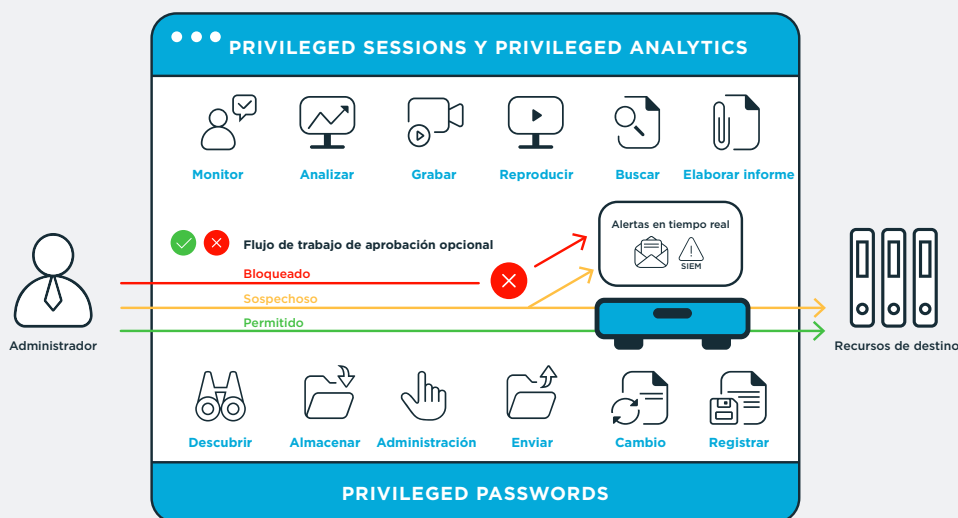 PRIVILEGED SESSIONS Y PRIVILEGED ANALYTICS
Monitor
Analizar
Grabar
Reproducir
Buscar
Elaborar informe
Flujo de trabajo de aprobación opcional
Alertas en tiempo real
SIEM
Bloqueado
Sospechoso
Permitido
Administrador
Recursos de destino
Descubrir
Almacenar
Administración
Enviar
Cambio
Registrar
PRIVILEGED PASSWORDS